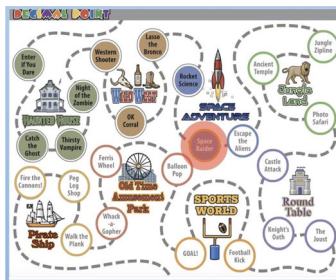 DECIMAL POINT
Enter
if You
Dare
Night of
the Zombie
HAUNTED HOUSE
Catch
the Ghost
Thirsty
Vampire
Western
Shooter
Lasso
the Bronco
WILD WEST
OK
Corral
Rocket
Science
SPACE
ADVENTURE
Space
Raider
Escape
the Aliens
Jungle
Zipline
Ancient
Temple
Jungle
Land
Photo
Safari
Fire the
Cannons!
Peg
Leg
Shop
Pirate
Ship
Walk the
Plank
Ferris
Wheel
Balloon
Pop
Old Time
Amusement
Park
Whack
-a-
Gopher
SPORTS
WORLD
GOAL!
Football
Kick
Castle
Attack
Round
Table
Knight's
Oath
The
Joust